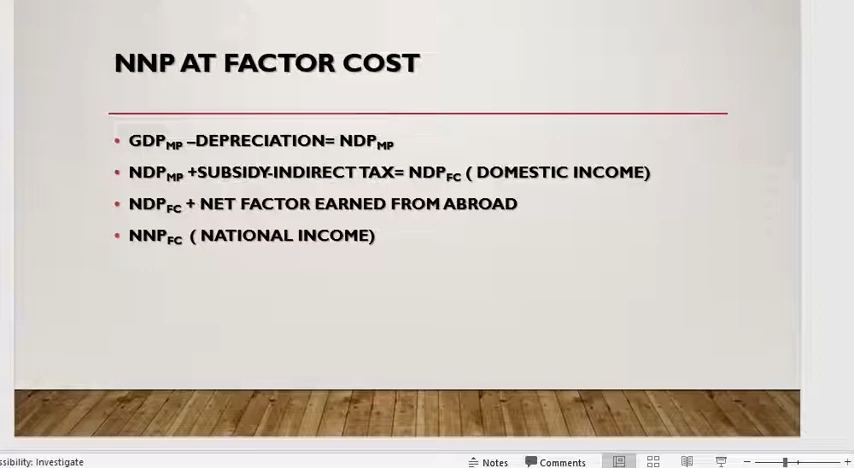 NNP AT FACTOR COST
• GDPMP –DEPRECIATION= NDPMP
• NDPMP +SUBSIDY-INDIRECT TAX= NDPFC ( DOMESTIC INCOME)
• NDPFC + NET FACTOR EARNED FROM ABROAD
• NNPFC ( NATIONAL INCOME)
ssibility: Investigate Notes Comments